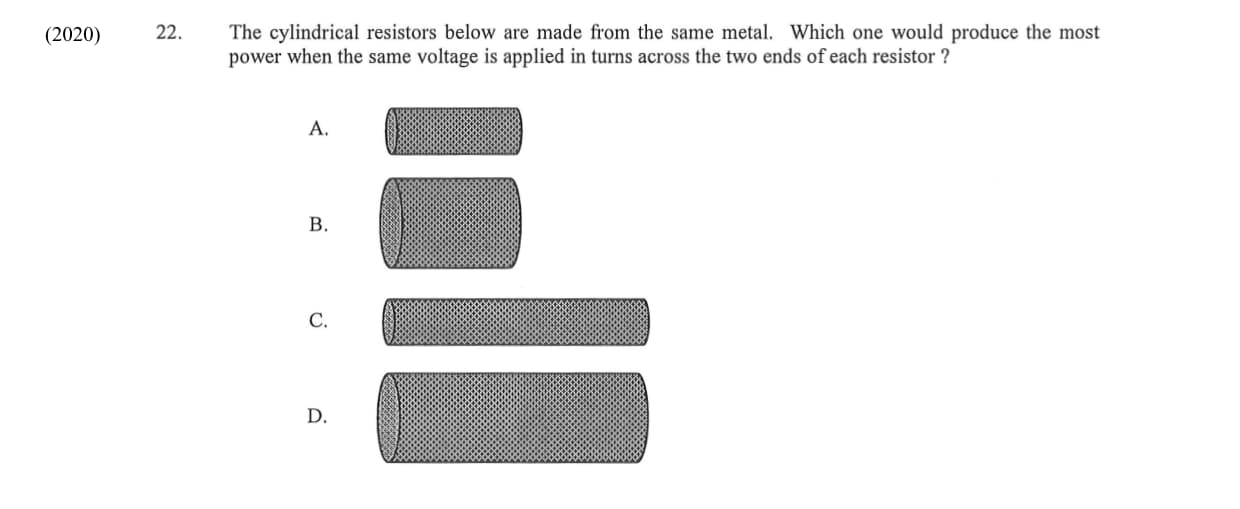 (2020) 22. The cylindrical resistors below are made from the same metal. Which one would produce the most
power when the same voltage is applied in turns across the two ends of each resistor ?
A.
B.
C.
D.